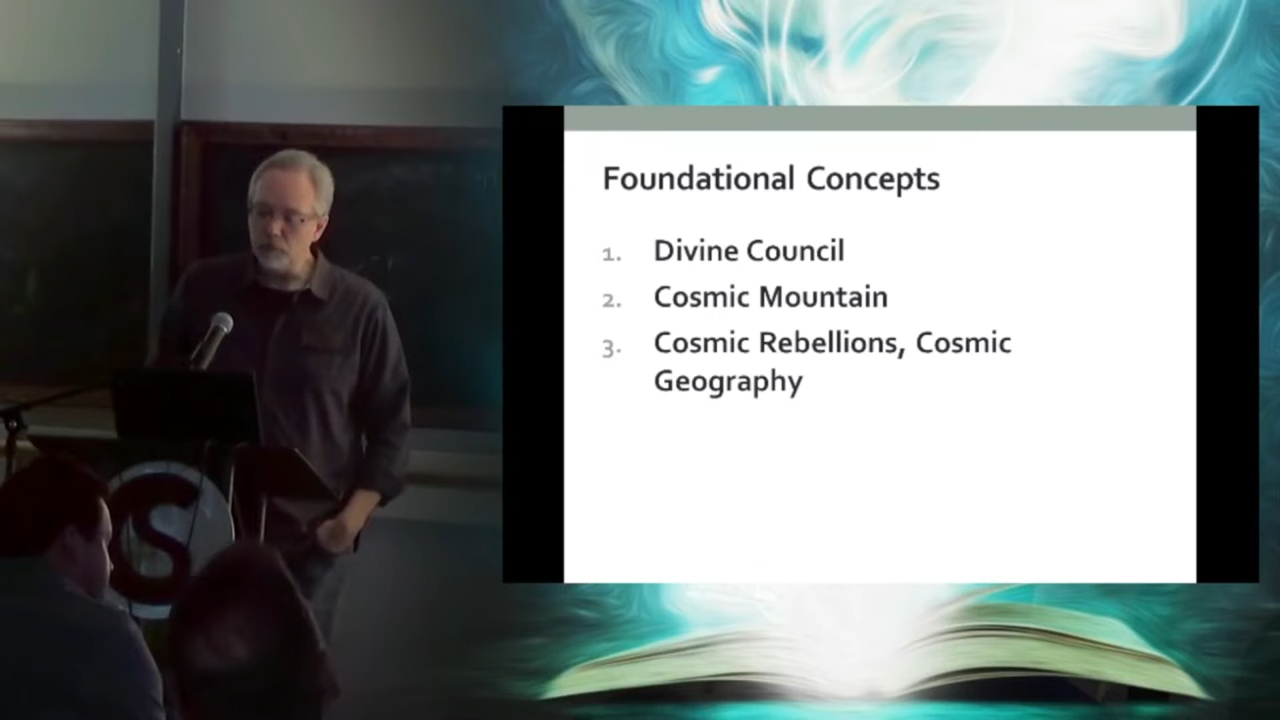 Foundational Concepts
1. Divine Council
2. Cosmic Mountain
3. Cosmic Rebellions, Cosmic
Geography
S